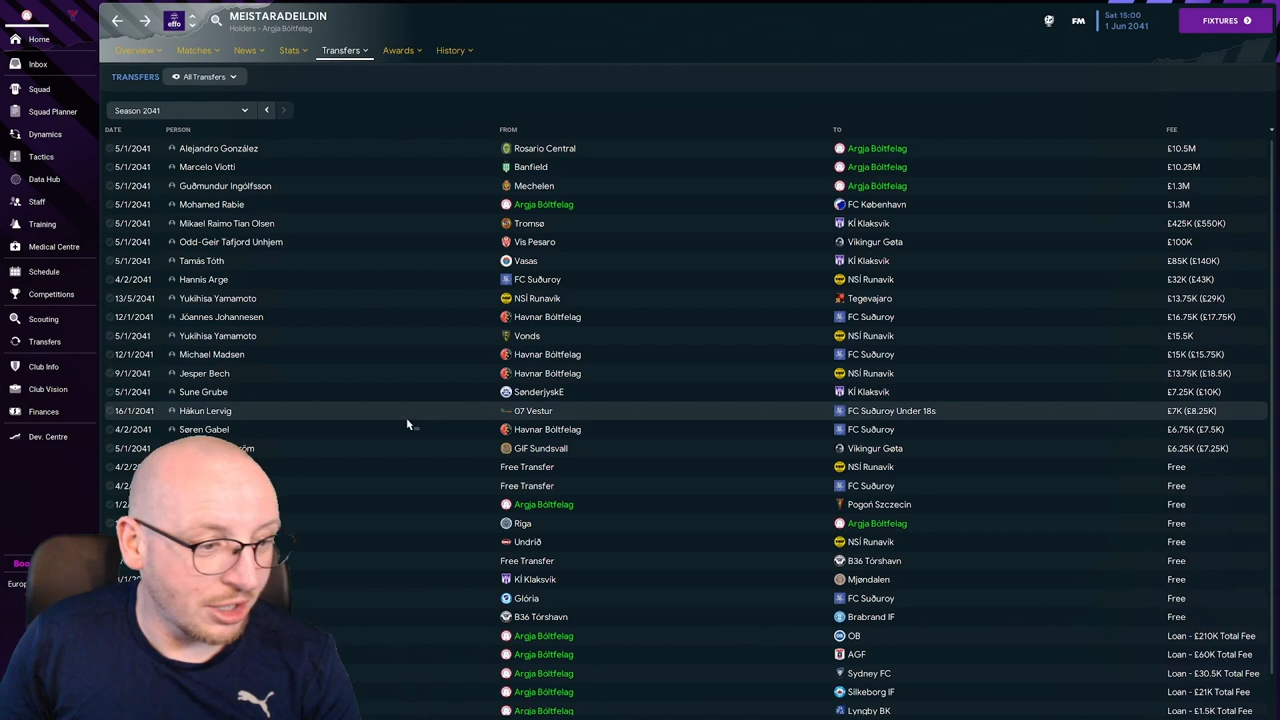 MEISTARADEILDIN
Holders - Argja Bóltfelag
effo
FM
Sat 15:00
1 Jun 2041
FIXTURES
Overview Matches News Stats Transfers Awards History
TRANSFERS All Transfers
Season 2041
Home
Inbox
Squad
Squad Planner
Dynamics
Tactics
Data Hub
Staff
Training
Medical Centre
Schedule
Competitions
Scouting
Transfers
Club Info
Club Vision
Finances
Dev. Centre
DATE PERSON FROM TO FEE
5/1/2041 Alejandro González Rosario Central Argja Bóltfelag £10.5M
5/1/2041 Marcelo Viotti Banfield Argja Bóltfelag £10.25M
5/1/2041 Guðmundur Ingólfsson Mechelen Argja Bóltfelag £1.3M
5/1/2041 Mohamed Rabie Argja Bóltfelag FC København £1.3M
5/1/2041 Mikael Raimo Tian Olsen Tromsø KÍ Klaksvík £425K (£550K)
5/1/2041 Odd-Geir Tafjord Unhjem Vis Pesaro Víkingur Gøta £100K
5/1/2041 Tamás Tóth Vasas KÍ Klaksvík £85K (£140K)
4/2/2041 Hannis Arge FC Suðuroy NSÍ Runavík £32K (£43K)
13/5/2041 Yukihisa Yamamoto NSÍ Runavík Tegevajaro £13.75K (£29K)
12/1/2041 Jóannes Johannesen Havnar Bóltfelag FC Suðuroy £16.75K (£17.75K)
5/1/2041 Yukihisa Yamamoto Vonds NSÍ Runavík £15.5K
12/1/2041 Michael Madsen Havnar Bóltfelag FC Suðuroy £15K (£15.75K)
9/1/2041 Jesper Bech Havnar Bóltfelag NSÍ Runavík £13.75K (£18.5K)
5/1/2041 Sune Grube SønderjyskE KÍ Klaksvík £7.25K (£10K)
16/1/2041 Hákun Lervig 07 Vestur FC Suðuroy Under 18s £7K (£8.25K)
4/2/2041 Søren Gabel Havnar Bóltfelag FC Suðuroy £6.75K (£7.5K)
5/1/2041 GIF Sundsvall Víkingur Gøta £6.25K (£7.25K)
4/2/ Free Transfer NSÍ Runavík Free
4/2/ Free Transfer FC Suðuroy Free
1/2/ Argja Bóltfelag Pogoń Szczecin Free
Riga Argja Bóltfelag Free
Undrið NSÍ Runavík Free
Free Transfer B36 Tórshavn Free
KÍ Klaksvík Mjøndalen Free
Glória FC Suðuroy Free
B36 Tórshavn Brabrand IF Free
Argja Bóltfelag OB Loan - £210K Total Fee
Argja Bóltfelag AGF Loan - £60K Total Fee
Argja Bóltfelag Sydney FC Loan - £30.5K Total Fee
Argja Bóltfelag Silkeborg IF Loan - £21K Total Fee
Argja Bóltfelag Lyngby BK Loan - £1.5K Total Fee